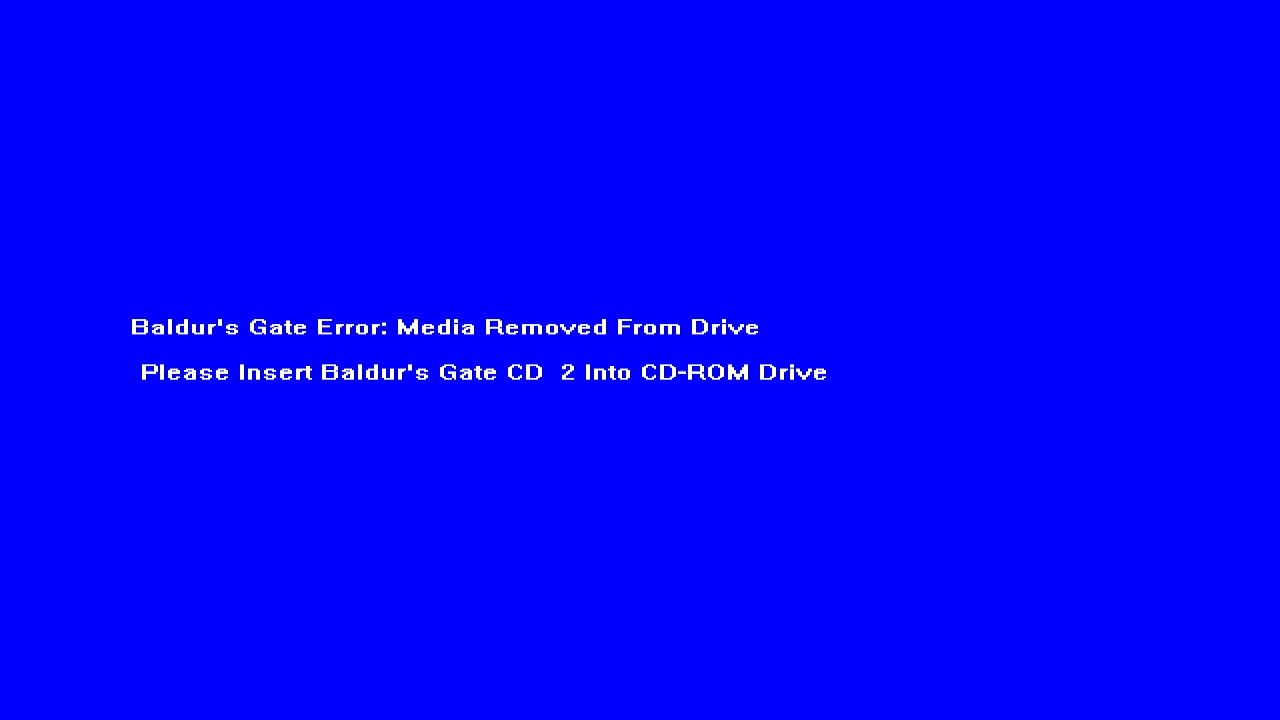 Baldur's Gate Error: Media Removed From Drive
Please Insert Baldur's Gate CD  2 Into CD-ROM Drive